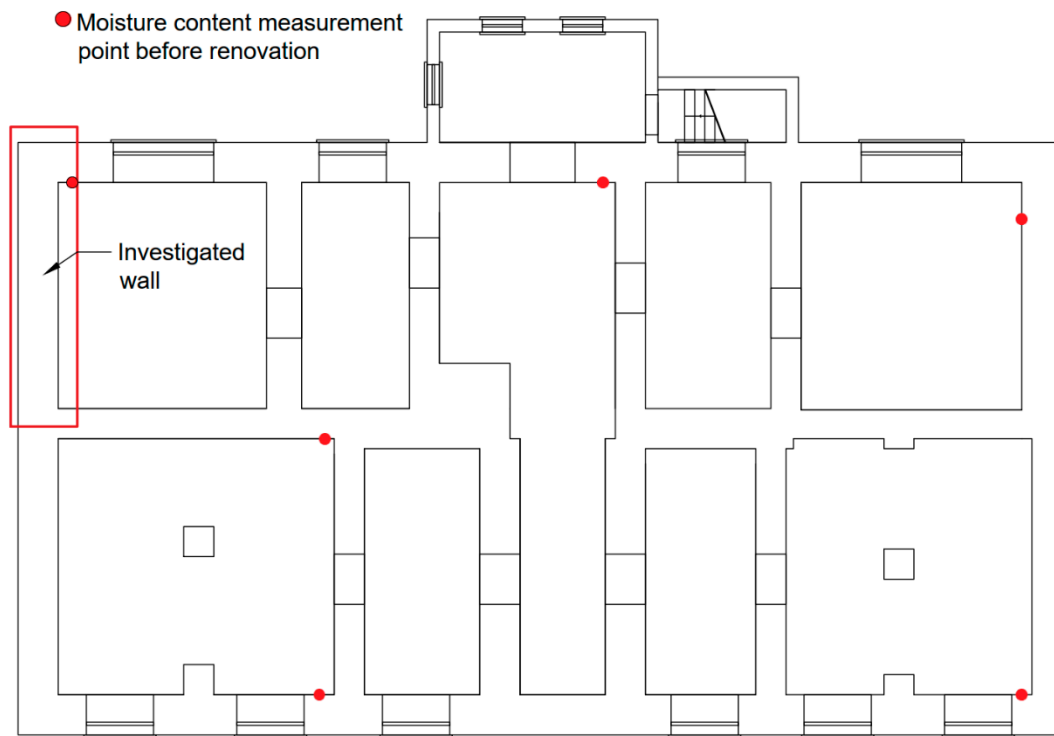 Moisture content measurement
point before renovation
Investigated
wall